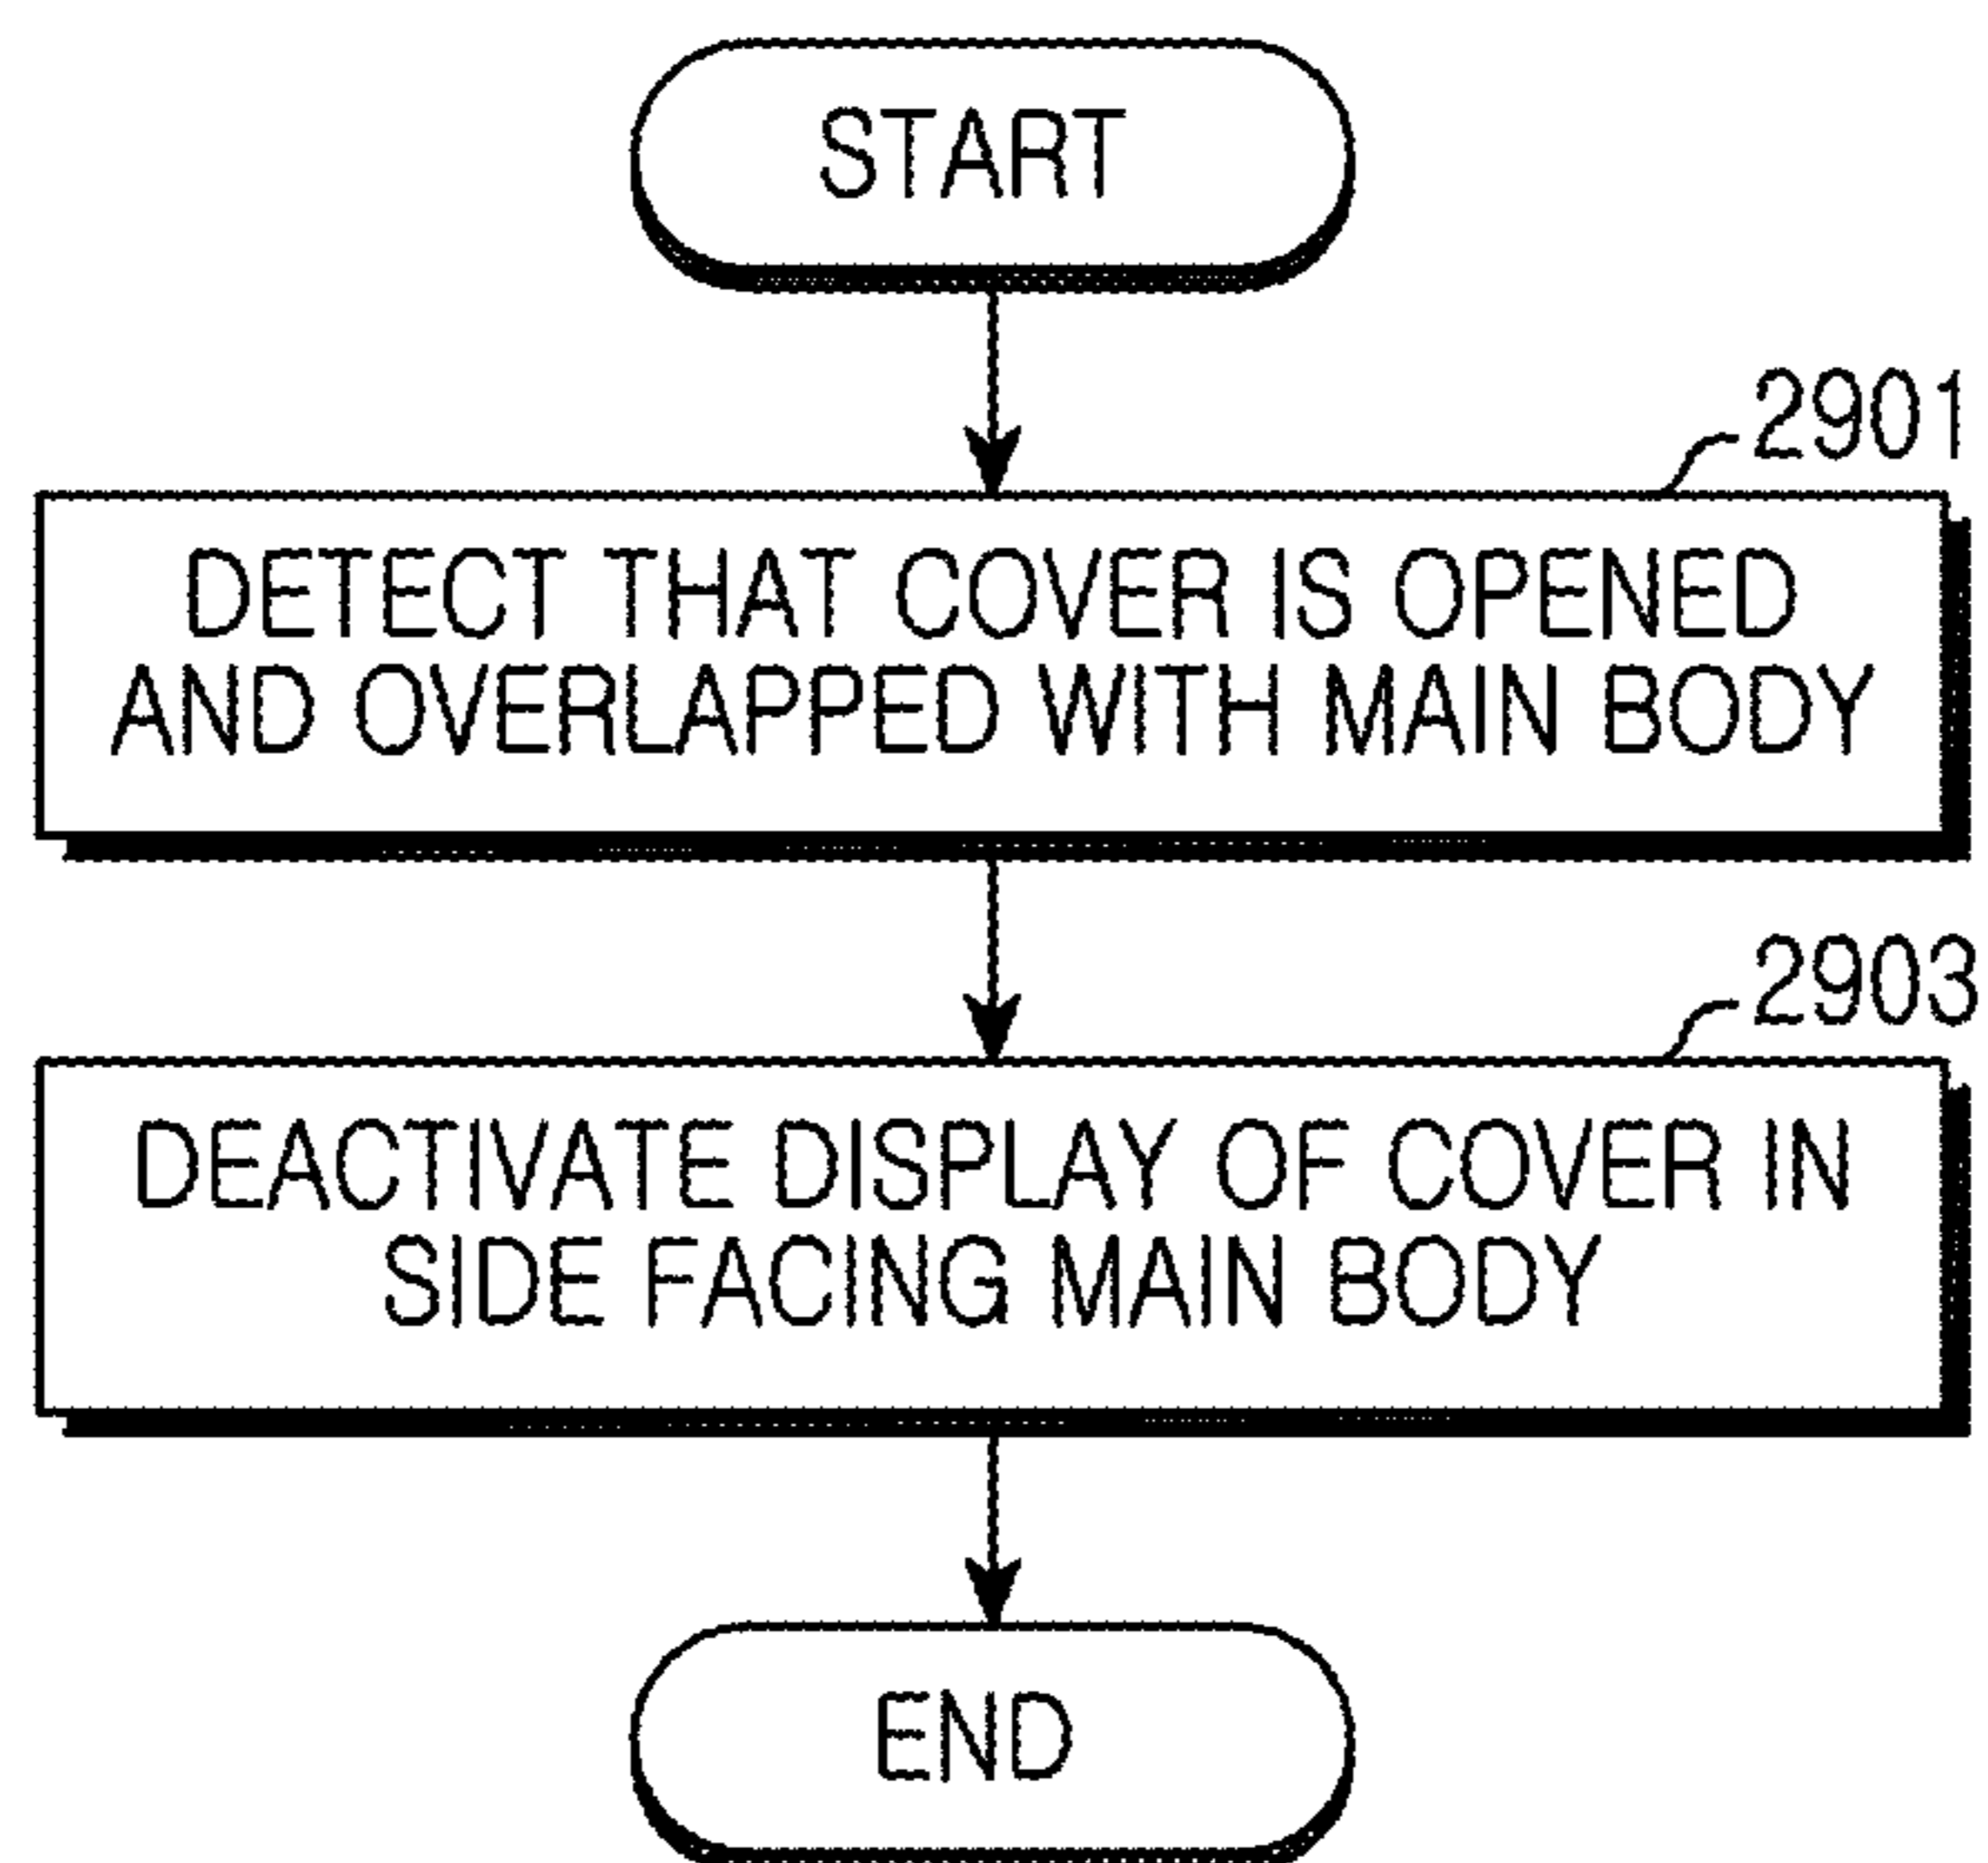 START
2901
DETECT THAT COVER IS OPENED
AND OVERLAPPED WITH MAIN BODY
2903
DEACTIVATE DISPLAY OF COVER IN
SIDE FACING MAIN BODY
END